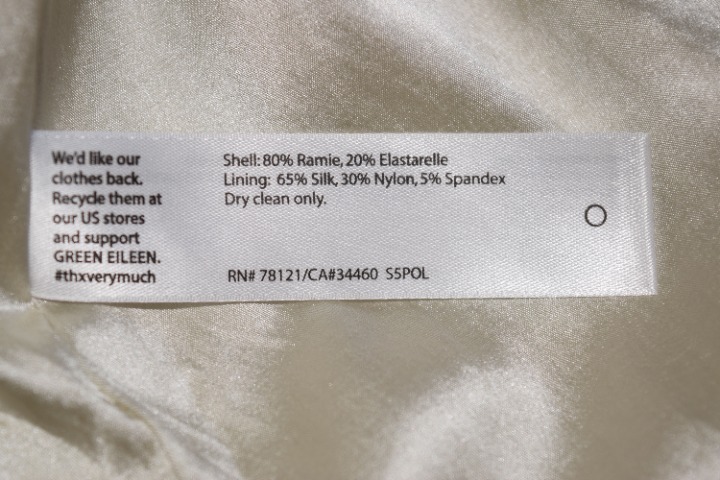 We'd like our
clothes back.
Recycle them at
our US stores
and support
GREEN EILEEN.
#thxverymuch
Shell: 80% Ramie, 20% Elastarelle
Lining: 65% Silk, 30% Nylon, 5% Spandex
Dry clean only.
RN# 78121/CA#34460 S5POL